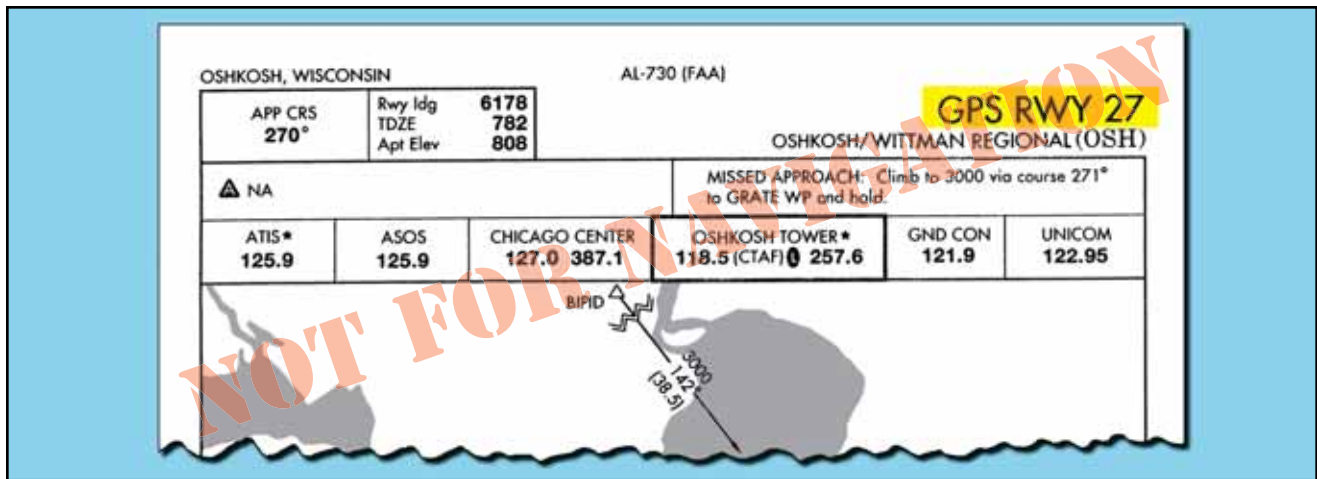 OSHKOSH, WISCONSIN
AL-730 (FAA)
APP CRS
270°
Rwy ldg 6178
TDZE 782
Apt Elev 808
GPS RWY 27
OSHKOSH/WITTMAN REGIONAL(OSH)
A NA
MISSED APPROACH: Climb to 3000 via course 271°
to GRATE WP and hold.
ATIS★
125.9
ASOS
125.9
CHICAGO CENTER
127.0 387.1
OSHKOSH TOWER★
118.5 (CTAF) L 257.6
GND CON
121.9
UNICOM
122.95
BIPID
3000
142°
(38.5)
NOT FOR NAVIGATION